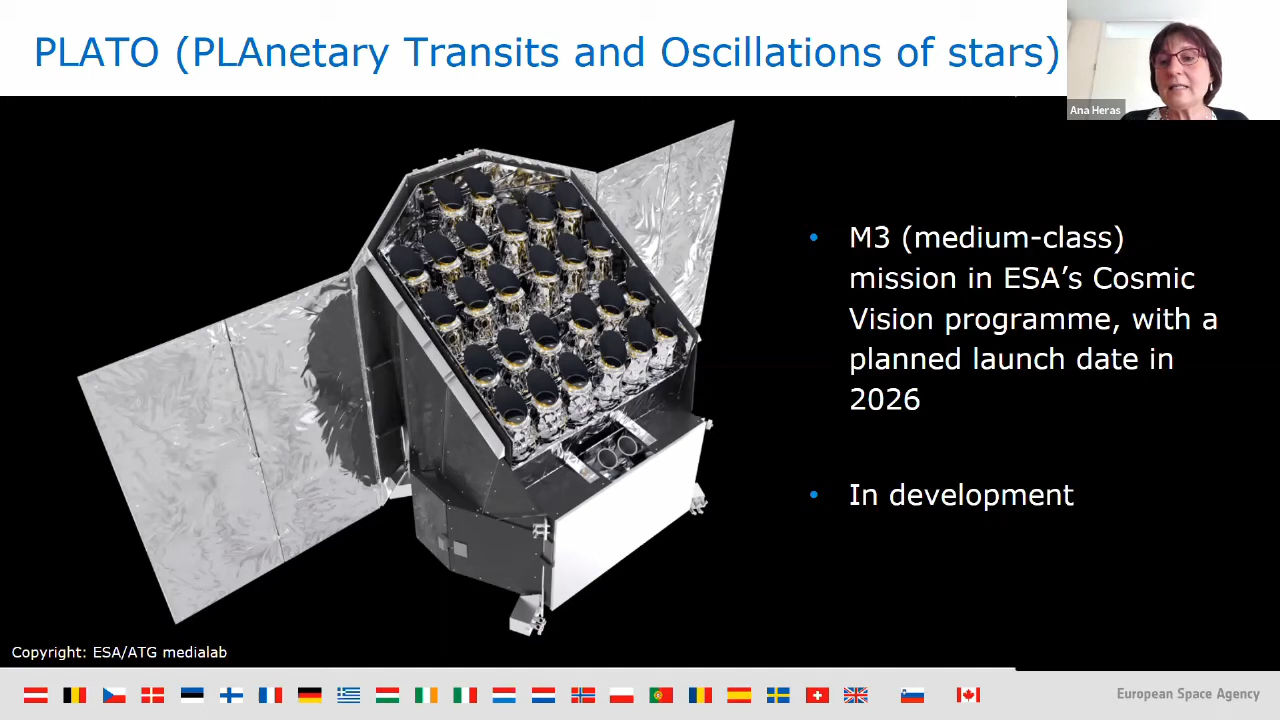 PLATO (PLAnetary Transits and Oscillations of stars)
Ana Heras
• M3 (medium-class)
mission in ESA’s Cosmic
Vision programme, with a
planned launch date in
2026
• In development
Copyright: ESA/ATG medialab
European Space Agency